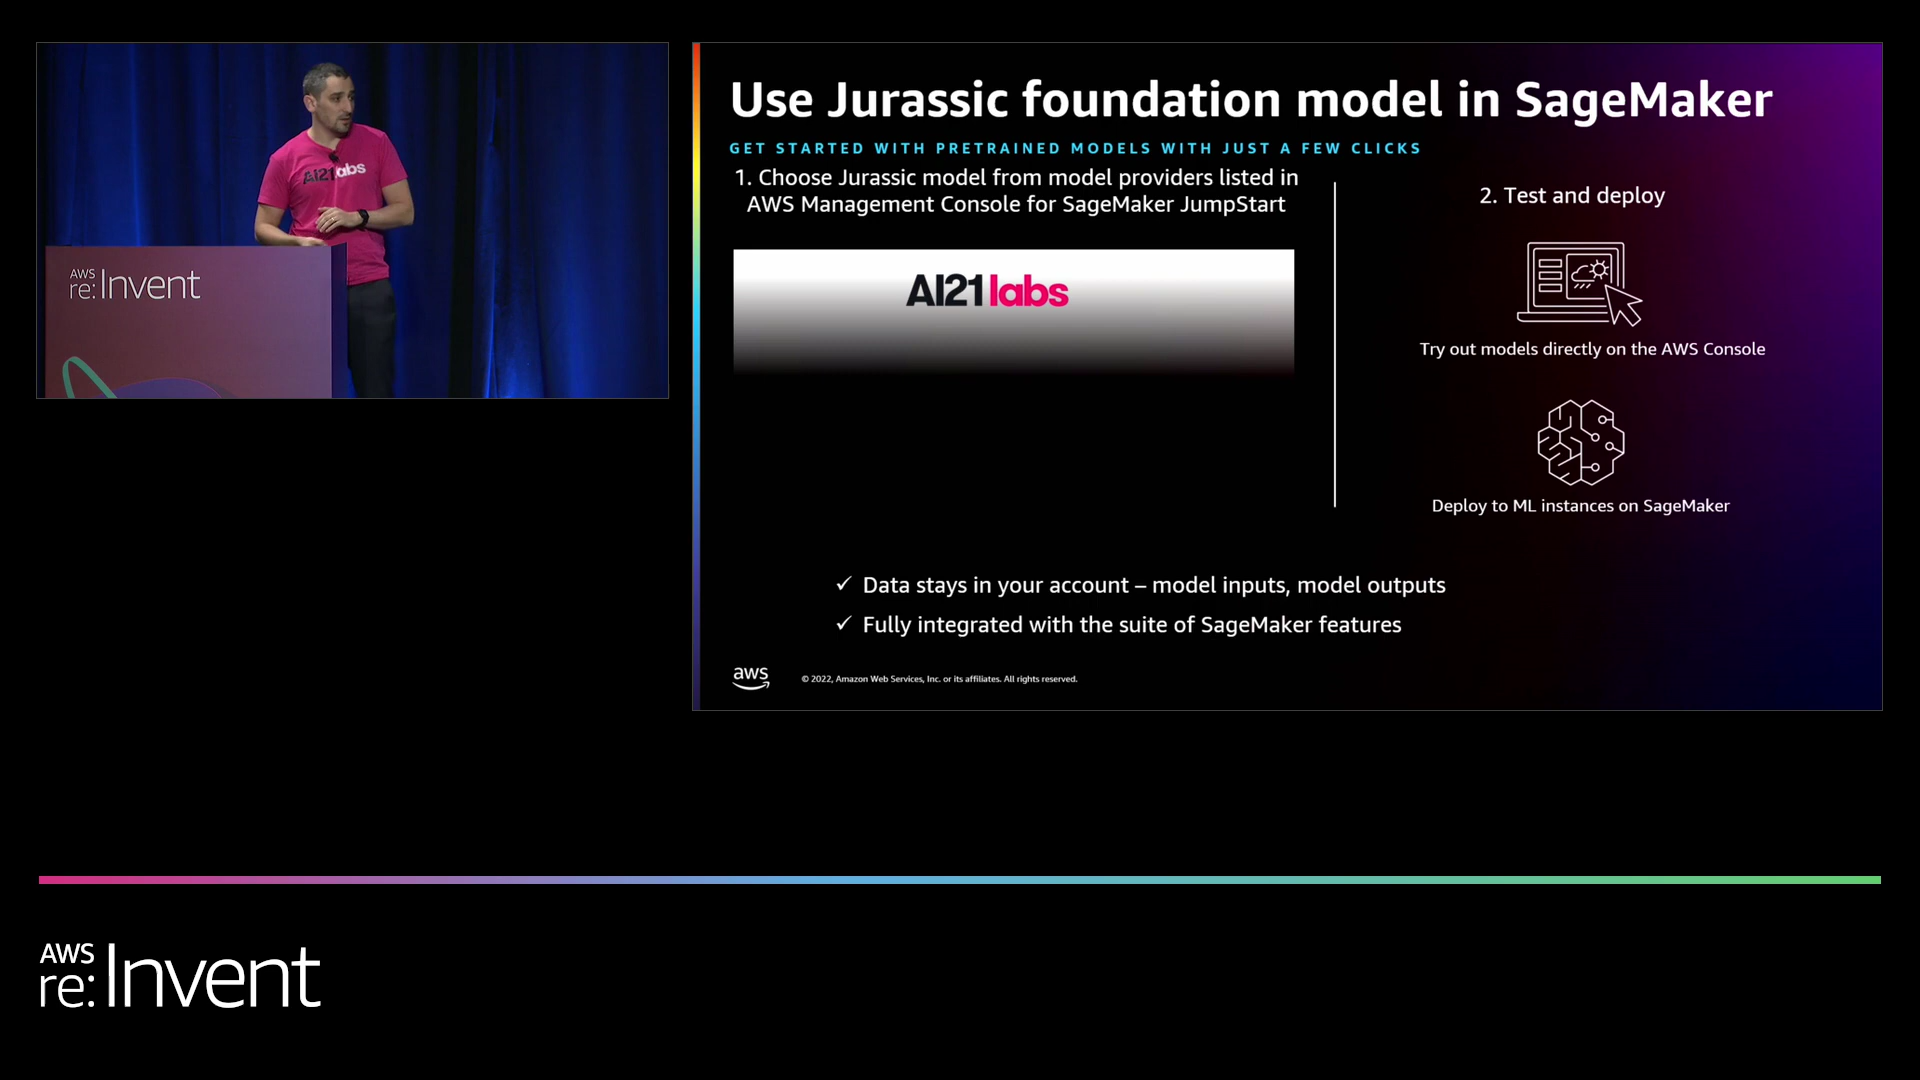 AI21labs
AWS
re:Invent
Use Jurassic foundation model in SageMaker
GET STARTED WITH PRETRAINED MODELS WITH JUST A FEW CLICKS
1. Choose Jurassic model from model providers listed in
AWS Management Console for SageMaker JumpStart
AI21labs
2. Test and deploy
Try out models directly on the AWS Console
Deploy to ML instances on SageMaker
✓ Data stays in your account – model inputs, model outputs
✓ Fully integrated with the suite of SageMaker features
aws
© 2022, Amazon Web Services, Inc. or its affiliates. All rights reserved.
AWS
re:Invent